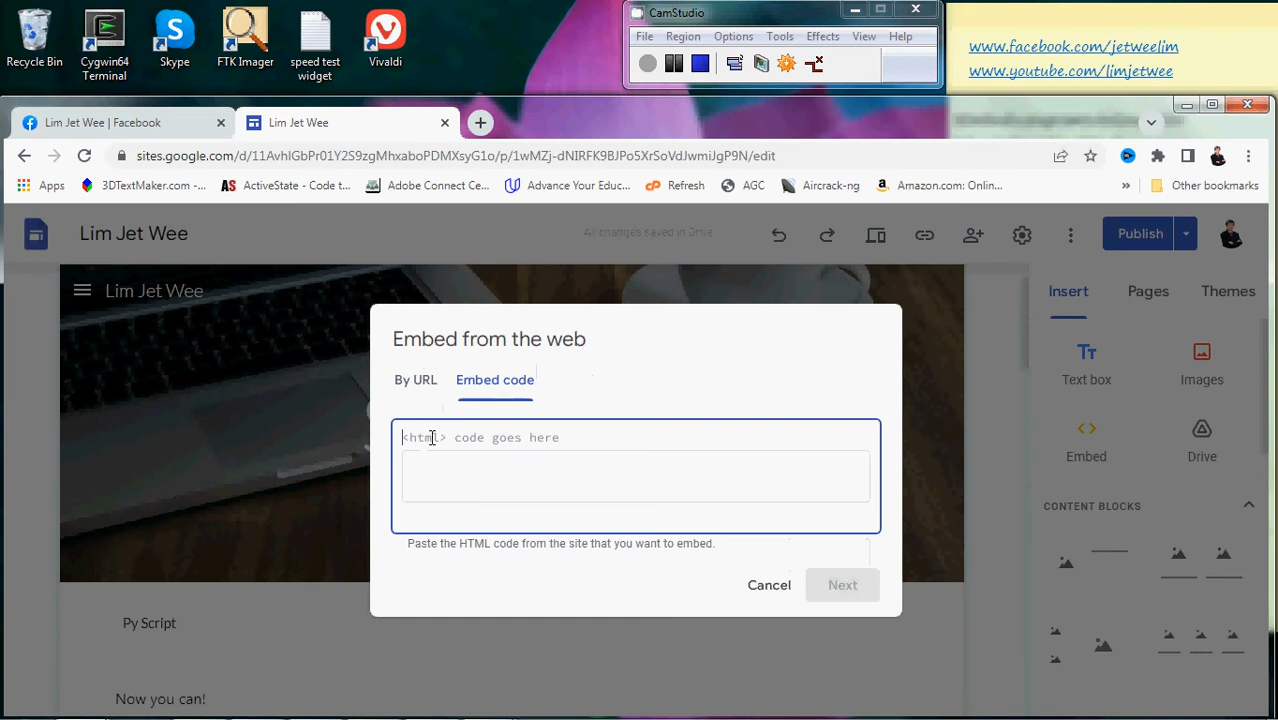 CamStudio
File Region Options Tools Effects View Help
www.facebook.com/jetweelim
www.youtube.com/limjetwee
Recycle Bin
Cygwin64 Terminal
Skype
FTK Imager
speed test widget
Vivaldi
Lim Jet Wee | Facebook
Lim Jet Wee
sites.google.com/d/11AvhIGbPr01Y2S9zgMhxaboPDMXsyG1o/p/1wMZj-dNIRFK9BJPo5XrSoVdJwmiJgP9N/edit
Apps
3DTextMaker.com -...
AS ActiveState - Code t...
Adobe Connect Ce...
Advance Your Educ...
cP Refresh
AGC
Aircrack-ng
a Amazon.com: Onlin...
»
Other bookmarks
Lim Jet Wee
All changes saved in Drive
Publish
Lim Jet Wee
Insert
Pages
Themes
Embed from the web
By URL
Embed code
<html> code goes here
Paste the HTML code from the site that you want to embed.
Cancel
Next
Tt
Text box
Images
Embed
Drive
CONTENT BLOCKS
Py Script
Now you can!